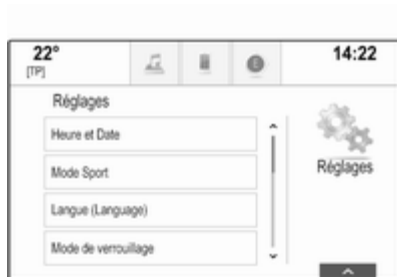 22°
14:22
[TP]
E
Réglages
Heure et Date
Mode Sport
Réglages
Langue (Language)
Mode de verrouillage